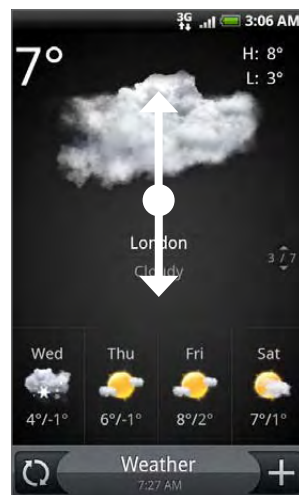 3G 3:06 AM
7° H: 8°
L: 3°
London
Cloudy
3 / 7
Wed Thu Fri Sat
4°/-1° 6°/-1° 8°/2° 7°/1°
Weather
7:27 AM